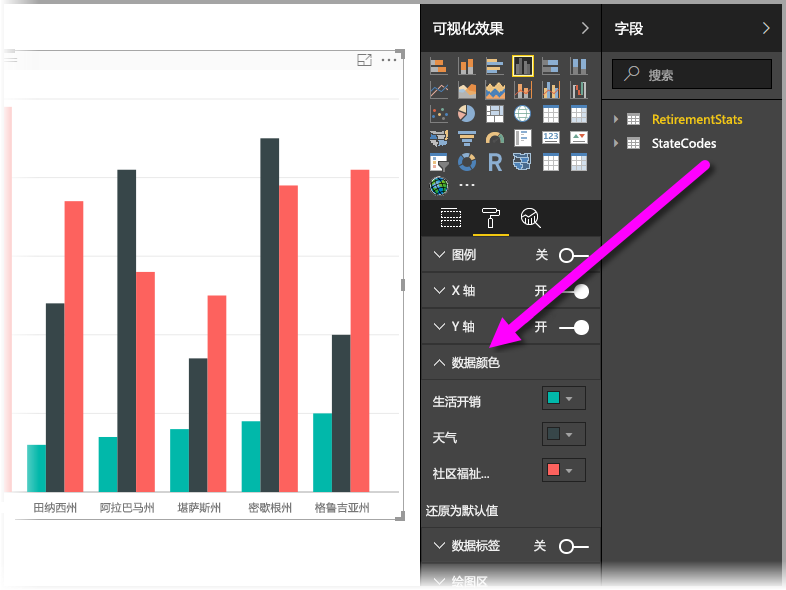 可视化效果
字段
搜索
RetirementStats
StateCodes
123
R
图例 关
X 轴 开
Y 轴 开
数据颜色
生活开销
天气
社区福祉...
还原为默认值
数据标签 关
绘图区
田纳西州 阿拉巴马州 堪萨斯州 密歇根州 格鲁吉亚州